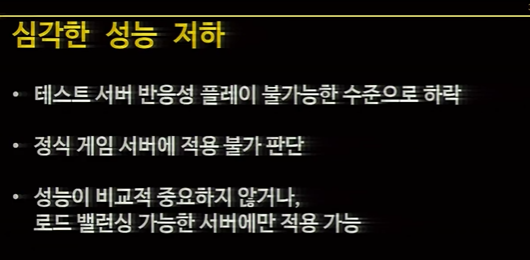 심각한 성능 저하
• 테스트 서버 반응성 플레이 불가능한 수준으로 하락
• 정식 게임 서버에 적용 불가 판단
• 성능이 비교적 중요하지 않거나,
로드 밸런싱 가능한 서버에만 적용 가능